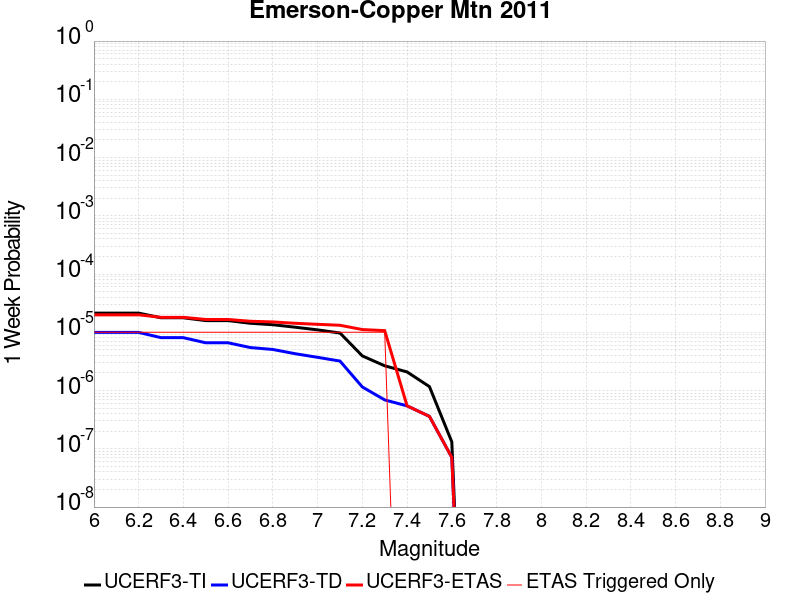 Emerson-Copper Mtn 2011
10^0
10^-1
10^-2
10^-3
10^-4
10^-5
10^-6
10^-7
10^-8
1 Week Probability
6 6.2 6.4 6.6 6.8 7 7.2 7.4 7.6 7.8 8 8.2 8.4 8.6 8.8 9
Magnitude
UCERF3-TI UCERF3-TD UCERF3-ETAS ETAS Triggered Only